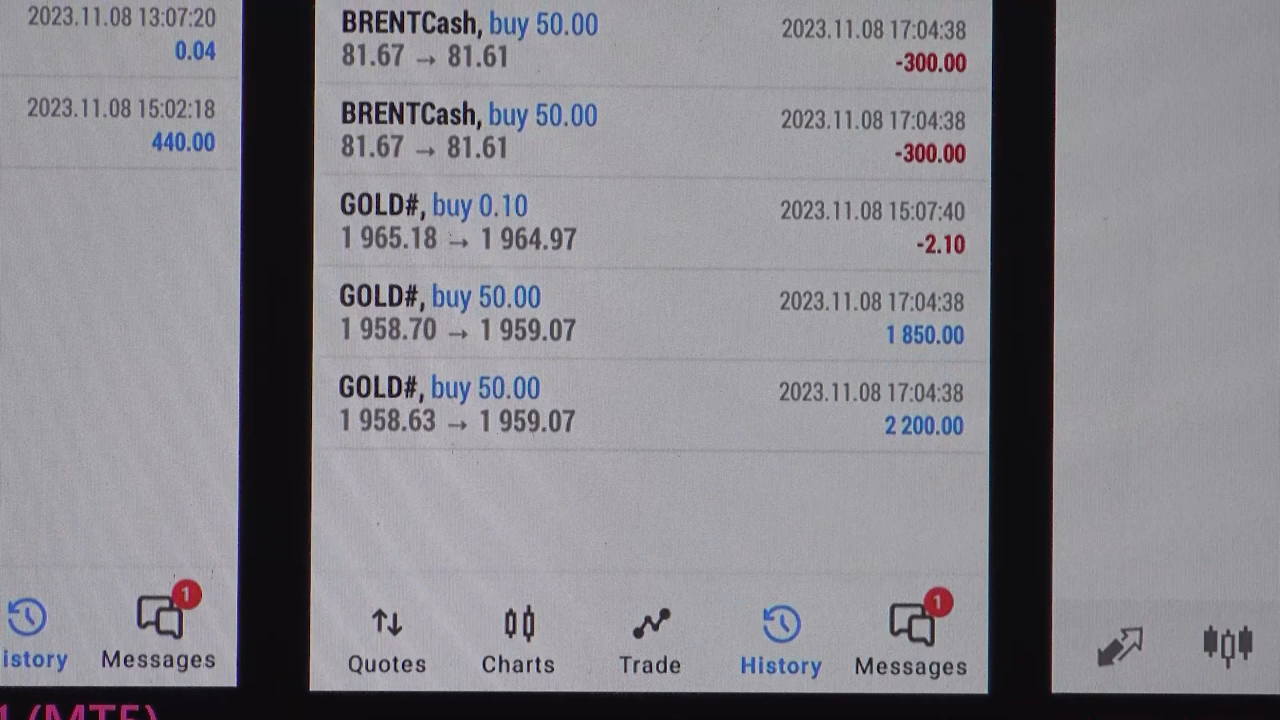 2023.11.08 13:07:20
0.04
2023.11.08 15:02:18
440.00
istory
Messages
1
BRENTCash, buy 50.00
2023.11.08 17:04:38
81.67 → 81.61
-300.00
BRENTCash, buy 50.00
2023.11.08 17:04:38
81.67 → 81.61
-300.00
GOLD#, buy 0.10
2023.11.08 15:07:40
1 965.18 → 1 964.97
-2.10
GOLD#, buy 50.00
2023.11.08 17:04:38
1 958.70 → 1 959.07
1 850.00
GOLD#, buy 50.00
2023.11.08 17:04:38
1 958.63 → 1 959.07
2 200.00
1
Quotes
Charts
Trade
History
Messages
(MT5)